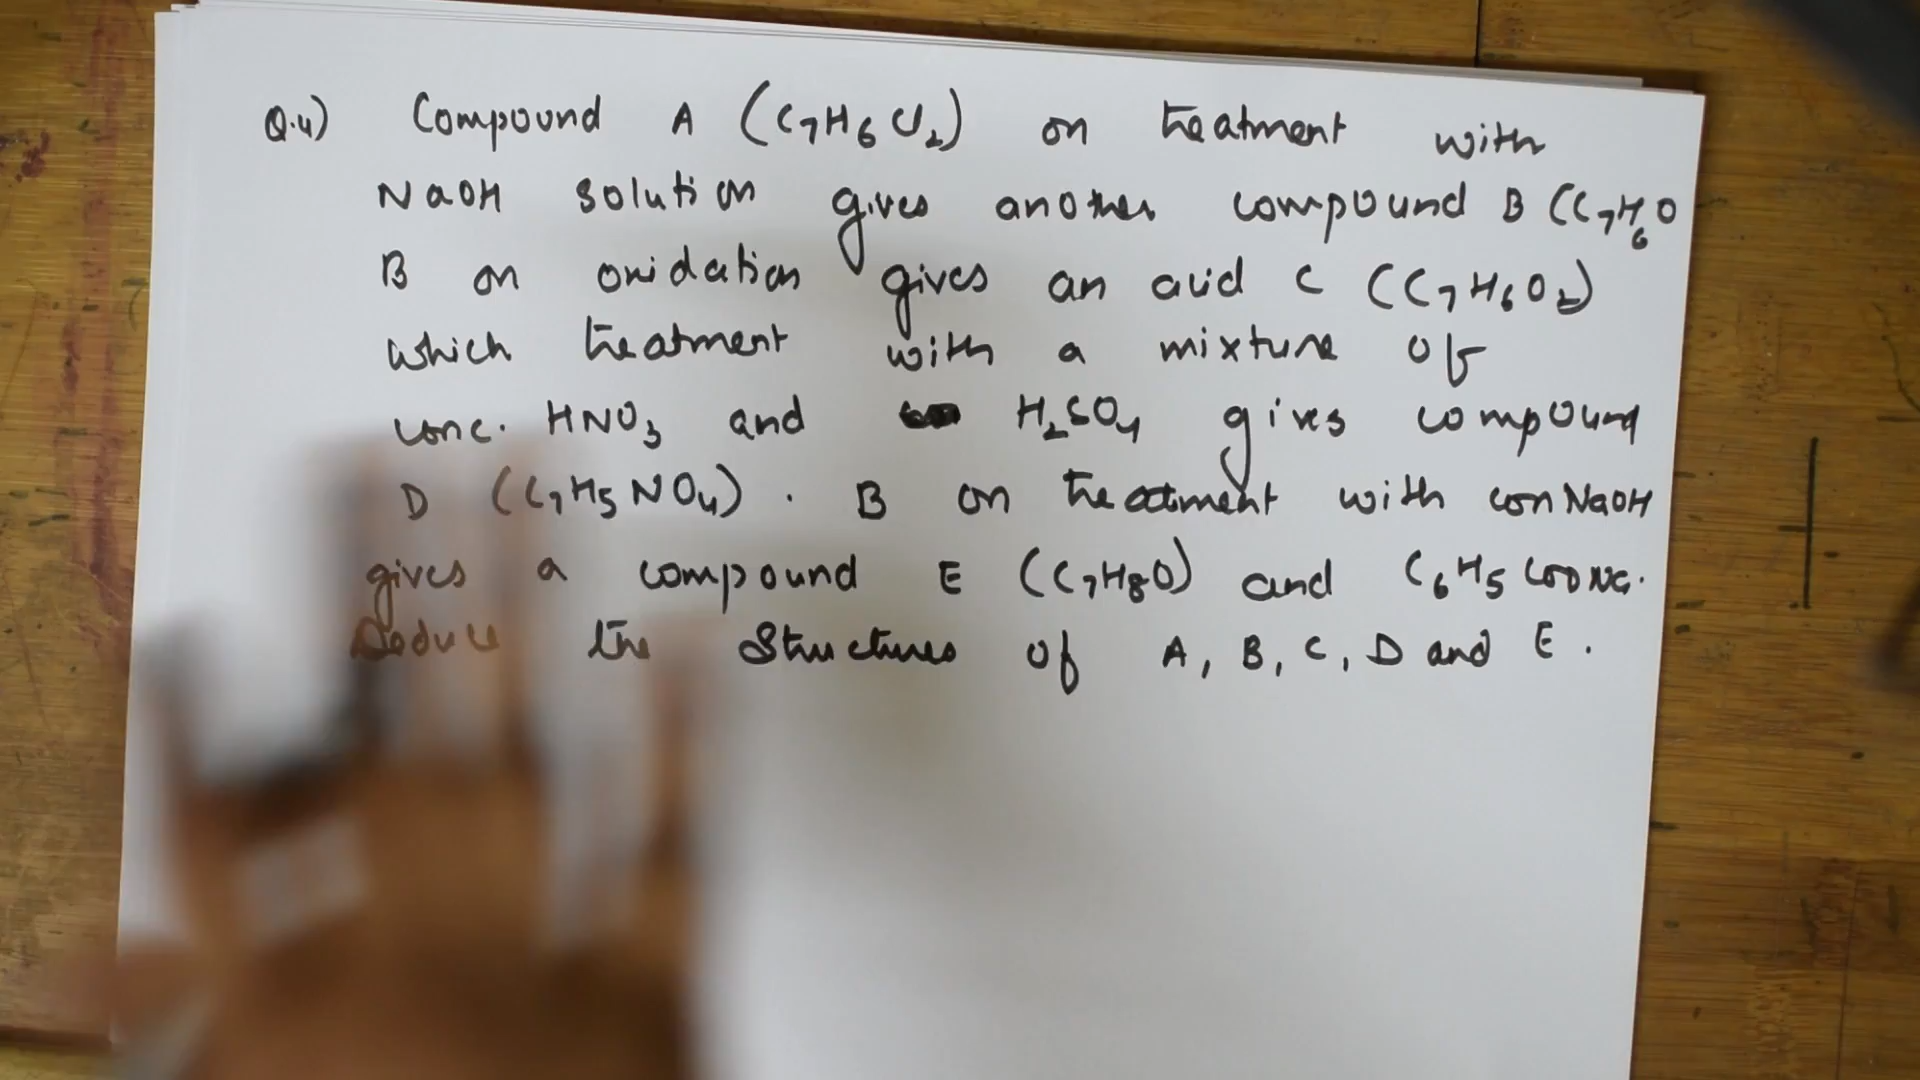 Q.4) Compound A (C7H6Cl2) on treatment with
NaOH solution gives another compound B (C7H6O
B on oxidation gives an acid C (C7H6O2)
which treatment with a mixture of
conc. HNO3 and H2SO4 gives compound
D (C7H5NO4) . B on treatment with con NaOH
gives a compound E (C7H8O) and C6H5COONa.
Deduce the Structures of A, B, C, D and E .